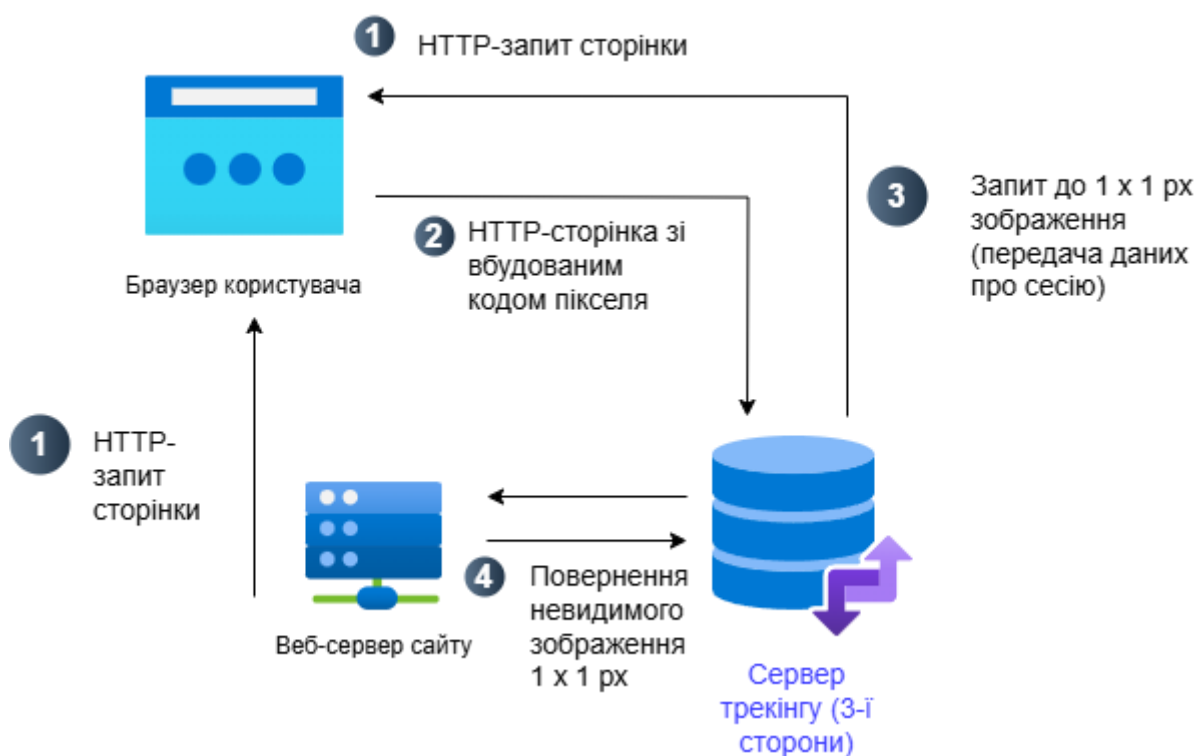 1 HTTP-запит сторінки
3
Запит до 1 x 1 px
зображення
(передача даних
про сесію)
2 HTTP-сторінка зі
вбудованим
кодом пікселя
Браузер користувача
1
HTTP-
запит
сторінки
4 Повернення
невидимого
зображення
1 x 1 px
Веб-сервер сайту
Сервер
трекінгу (3-ї
сторони)